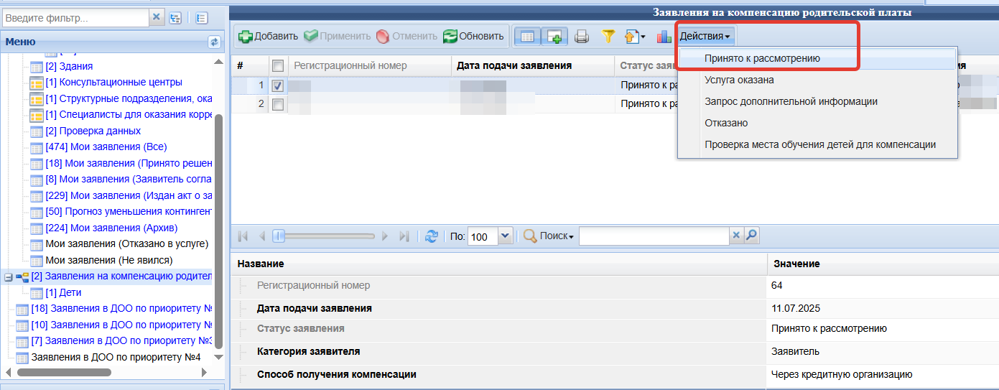 Заявления на компенсацию родительской платы
Введите фильтр...
Меню
[2] Здания
[1] Консультационные центры
[1] Структурные подразделения, ока
[1] Специалисты для оказания корре
[2] Проверка данных
[474] Мои заявления (Все)
[18] Мои заявления (Принято решен
[8] Мои заявления (Заявитель согла
[229] Мои заявления (Издан акт о за
[50] Прогноз уменьшения контингент
[224] Мои заявления (Архив)
Мои заявления (Отказано в услуге)
Мои заявления (Не явился)
[2] Заявления на компенсацию родител
[1] Дети
[18] Заявления в ДОО по приоритету №
[10] Заявления в ДОО по приоритету №
[7] Заявления в ДОО по приоритету №3
Заявления в ДОО по приоритету №4
Добавить Применить Отменить Обновить Действия
# Регистрационный номер Дата подачи заявления Статус зая
1 Принято к ра
2 Принято к ра
Принято к рассмотрению
Услуга оказана
Запрос дополнительной информации
Отказано
Проверка места обучения детей для компенсации
По: 100 Поиск
Название Значение
Регистрационный номер 64
Дата подачи заявления 11.07.2025
Статус заявления Принято к рассмотрению
Категория заявителя Заявитель
Способ получения компенсации Через кредитную организацию